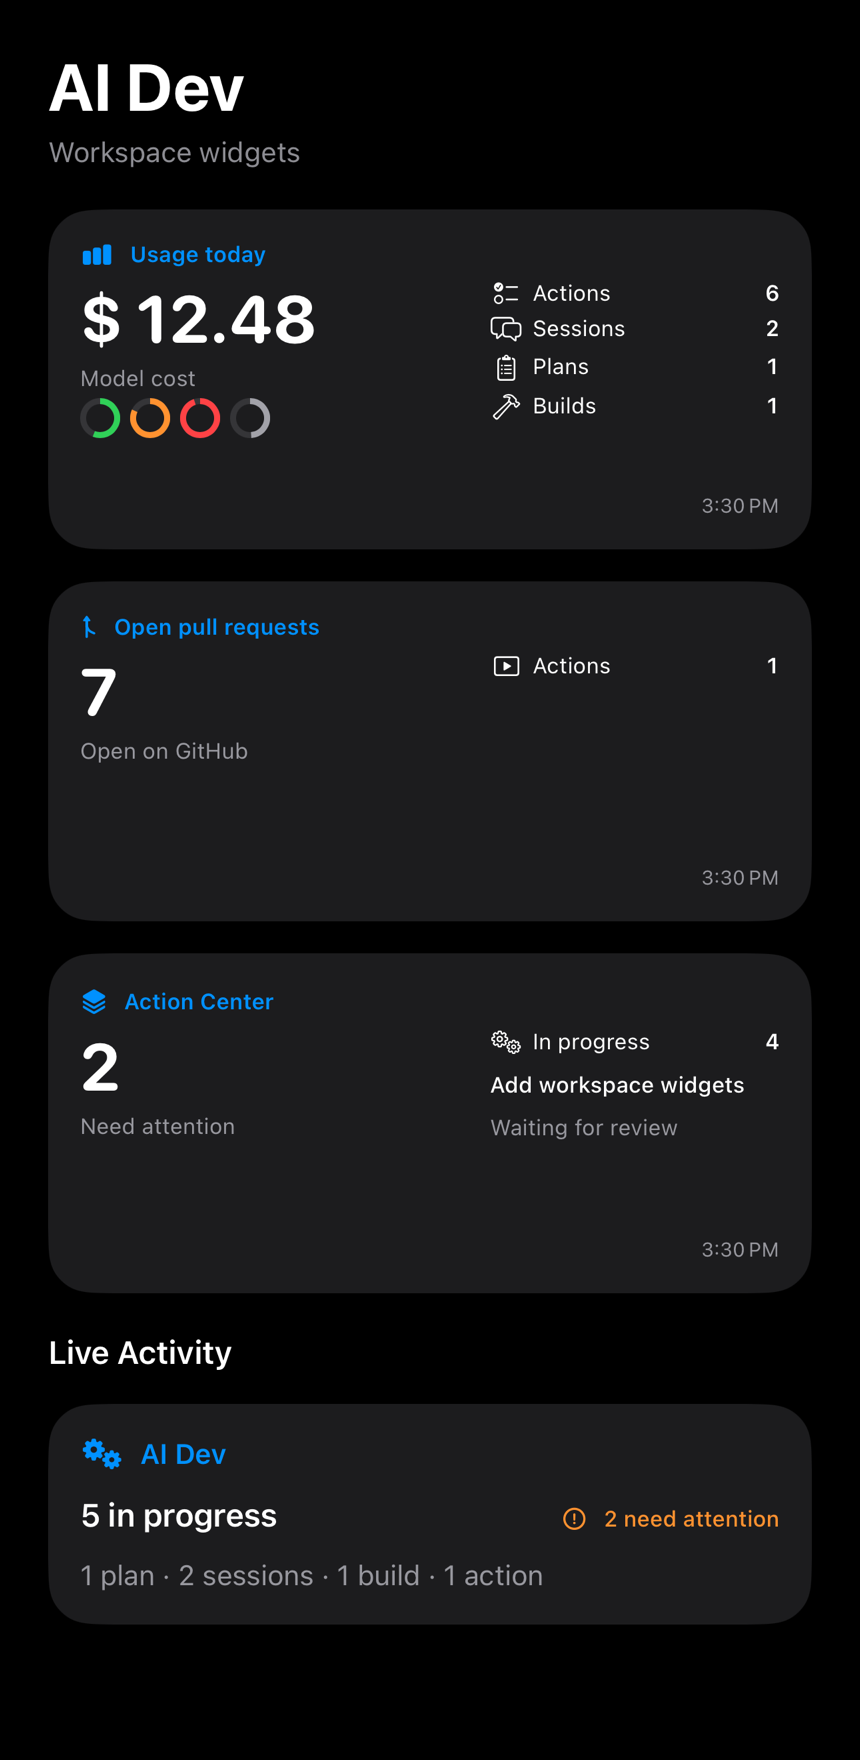 AI Dev
Workspace widgets
Usage today
$ 12.48
Model cost
Actions 6
Sessions 2
Plans 1
Builds 1
3:30 PM
Open pull requests
7
Open on GitHub
Actions 1
3:30 PM
Action Center
2
Need attention
In progress 4
Add workspace widgets
Waiting for review
3:30 PM
Live Activity
AI Dev
5 in progress
2 need attention
1 plan · 2 sessions · 1 build · 1 action